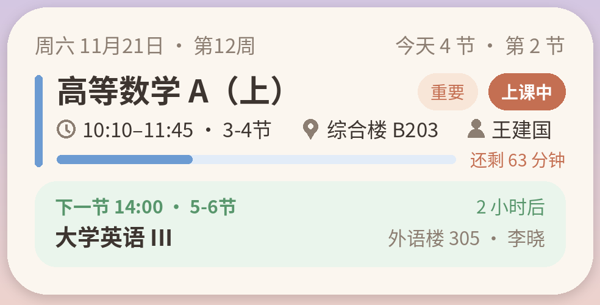 周六 11月21日 · 第12周
今天 4 节 · 第 2 节
高等数学 A（上）
重要
上课中
10:10–11:45 · 3-4节
综合楼 B203
王建国
还剩 63 分钟
下一节 14:00 · 5-6节
2 小时后
大学英语 III
外语楼 305 · 李晓